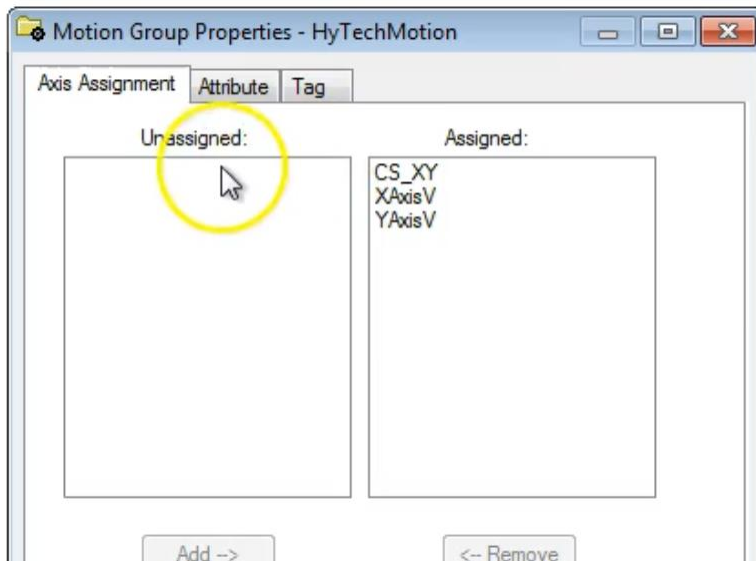 Motion Group Properties - HyTechMotion
Axis Assignment Attribute Tag
Unassigned: Assigned:
CS_XY
XAxisV
YAxisV
Add --> <-- Remove